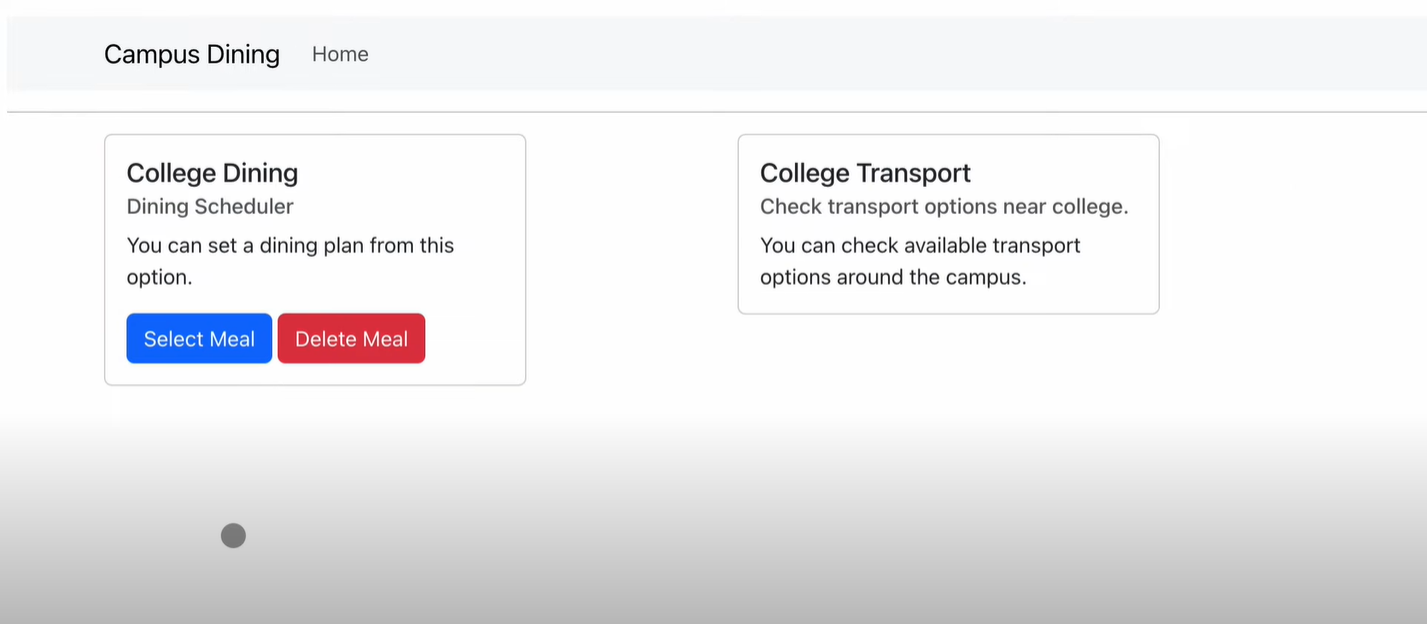 Campus Dining Home
College Dining
Dining Scheduler
You can set a dining plan from this
option.
Select Meal Delete Meal
College Transport
Check transport options near college.
You can check available transport
options around the campus.